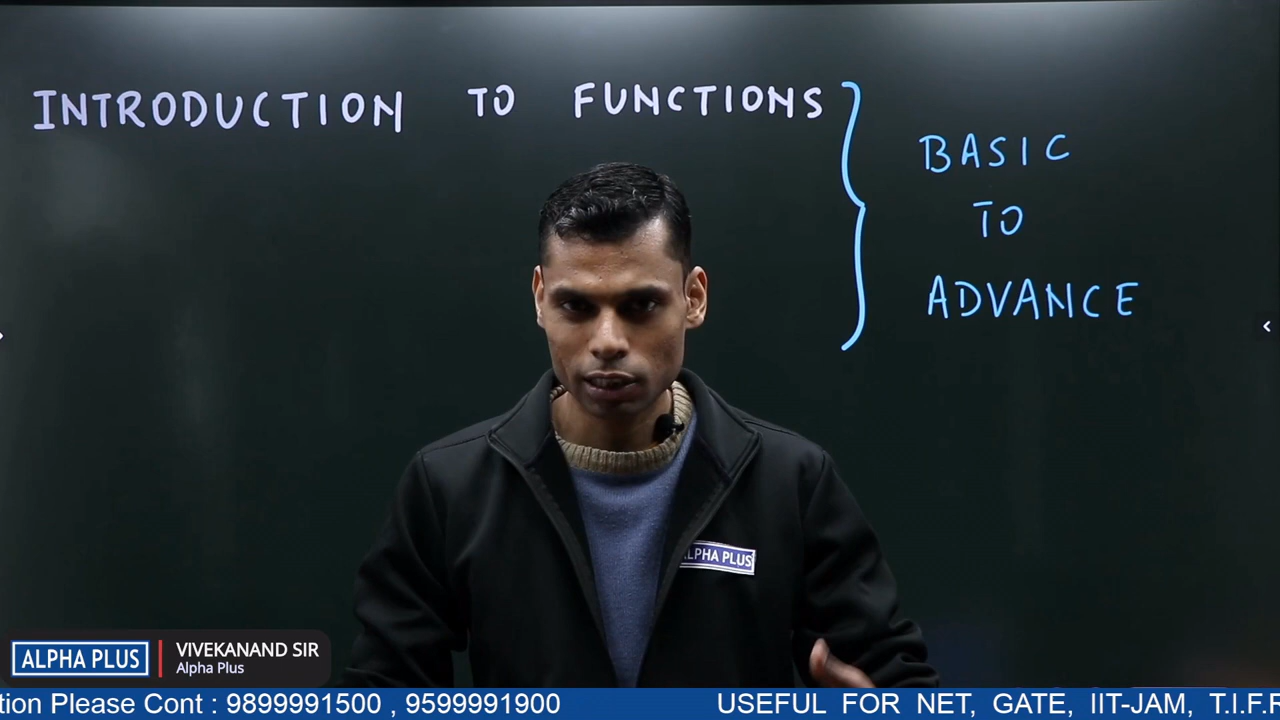 INTRODUCTION TO FUNCTIONS
BASIC
TO
ADVANCE
ALPHA PLUS
ALPHA PLUS
VIVEKANAND SIR
Alpha Plus
tion Please Cont : 9899991500 , 9599991900
USEFUL FOR NET, GATE, IIT-JAM, T.I.F.R